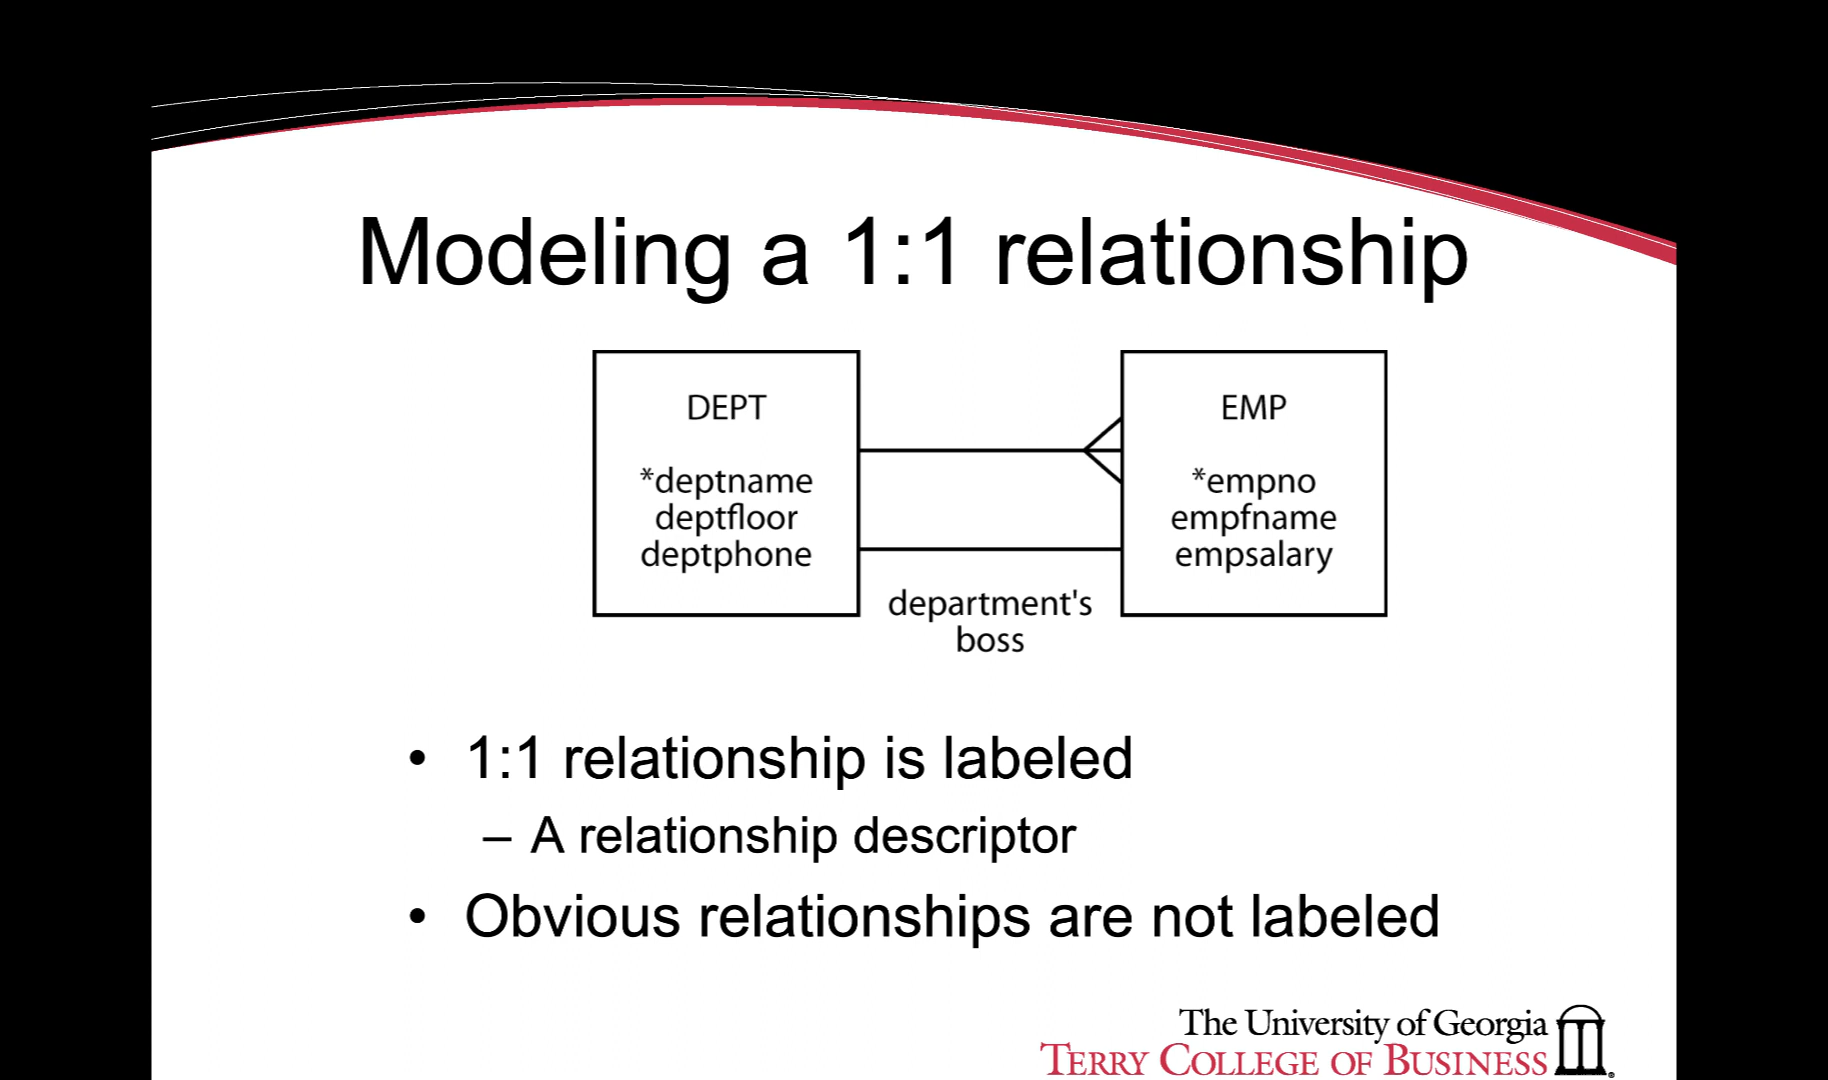 Modeling a 1:1 relationship
DEPT
*deptname
deptfloor
deptphone
EMP
*empno
empfname
empsalary
department's
boss
• 1:1 relationship is labeled
– A relationship descriptor
• Obvious relationships are not labeled
The University of Georgia
TERRY COLLEGE OF BUSINESS